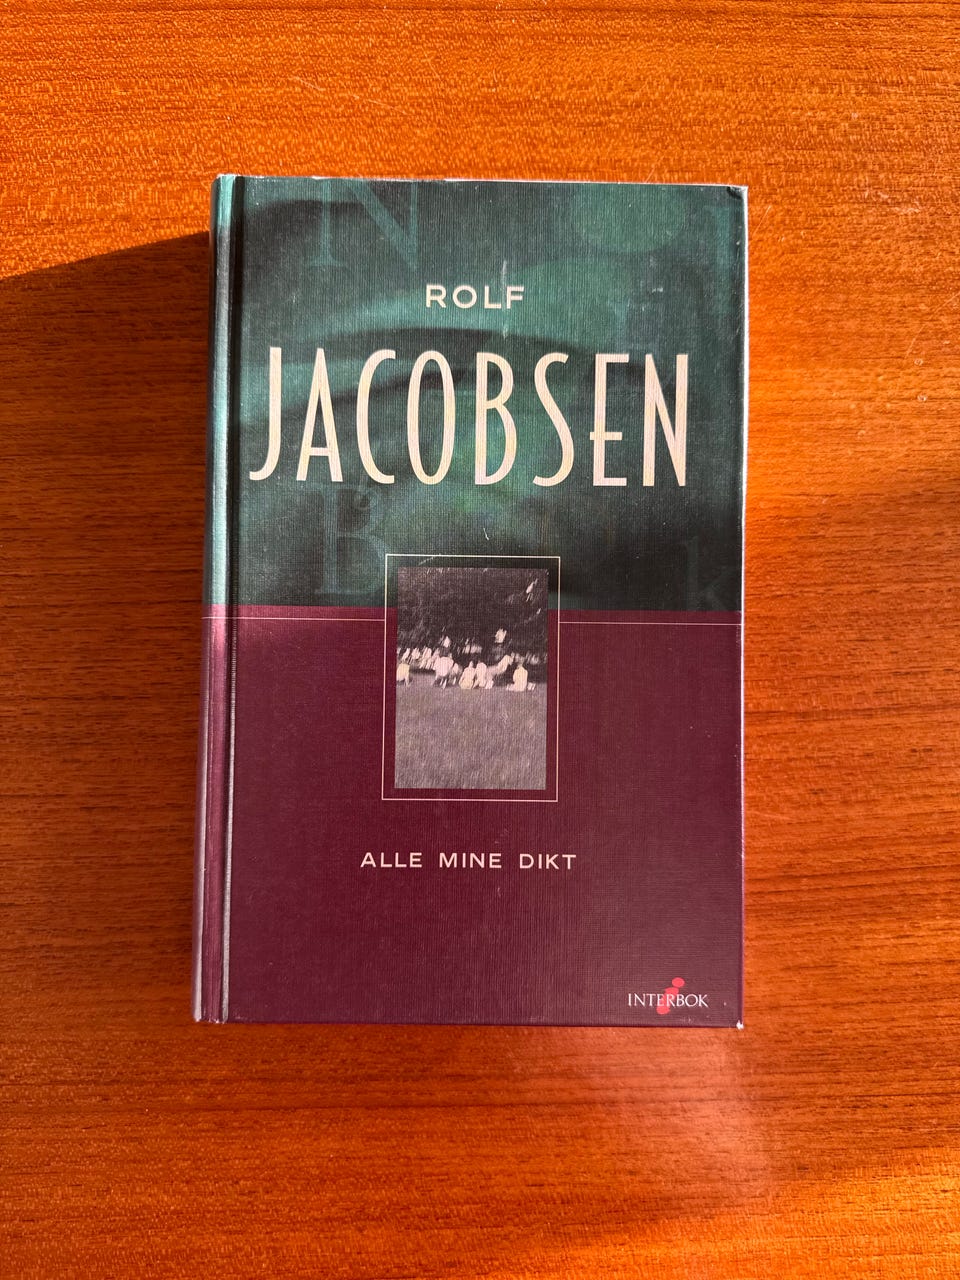 ROLF
JACOBSEN
ALLE MINE DIKT
INTERBOK